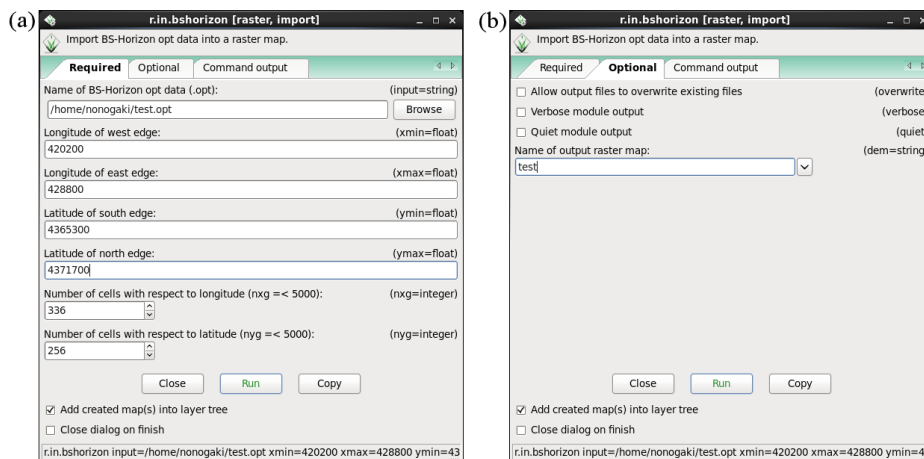 (a)
r.in.bshorizon [raster, import]
Import BS-Horizon opt data into a raster map.
Required Optional Command output
Name of BS-Horizon opt data (.opt): (input=string)
/home/nonogaki/test.opt Browse
Longitude of west edge: (xmin=float)
420200
Longitude of east edge: (xmax=float)
428800
Latitude of south edge: (ymin=float)
4365300
Latitude of north edge: (ymax=float)
4371700
Number of cells with respect to longitude (nxg =< 5000): (nxg=integer)
336
Number of cells with respect to latitude (nyg =< 5000): (nyg=integer)
256
Close Run Copy
Add created map(s) into layer tree
Close dialog on finish
r.in.bshorizon input=/home/nonogaki/test.opt xmin=420200 xmax=428800 ymin=43
(b)
r.in.bshorizon [raster, import]
Import BS-Horizon opt data into a raster map.
Required Optional Command output
Allow output files to overwrite existing files (overwrite
Verbose module output (verbose
Quiet module output (quiet
Name of output raster map: (dem=string
test
Close Run Copy
Add created map(s) into layer tree
Close dialog on finish
r.in.bshorizon input=/home/nonogaki/test.opt xmin=420200 xmax=428800 ymin=4